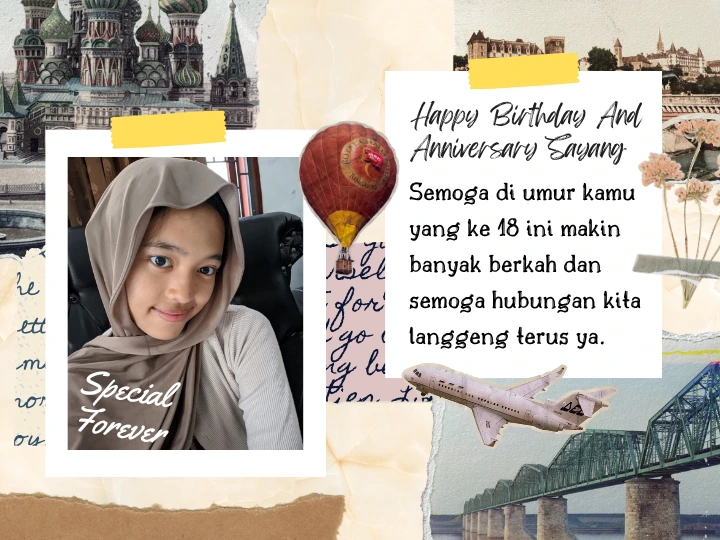 Happy Birthday And
Anniversary Sayang
Semoga di umur kamu
yang ke 18 ini makin
banyak berkah dan
semoga hubungan kita
langgeng terus ya.
Special
Forever